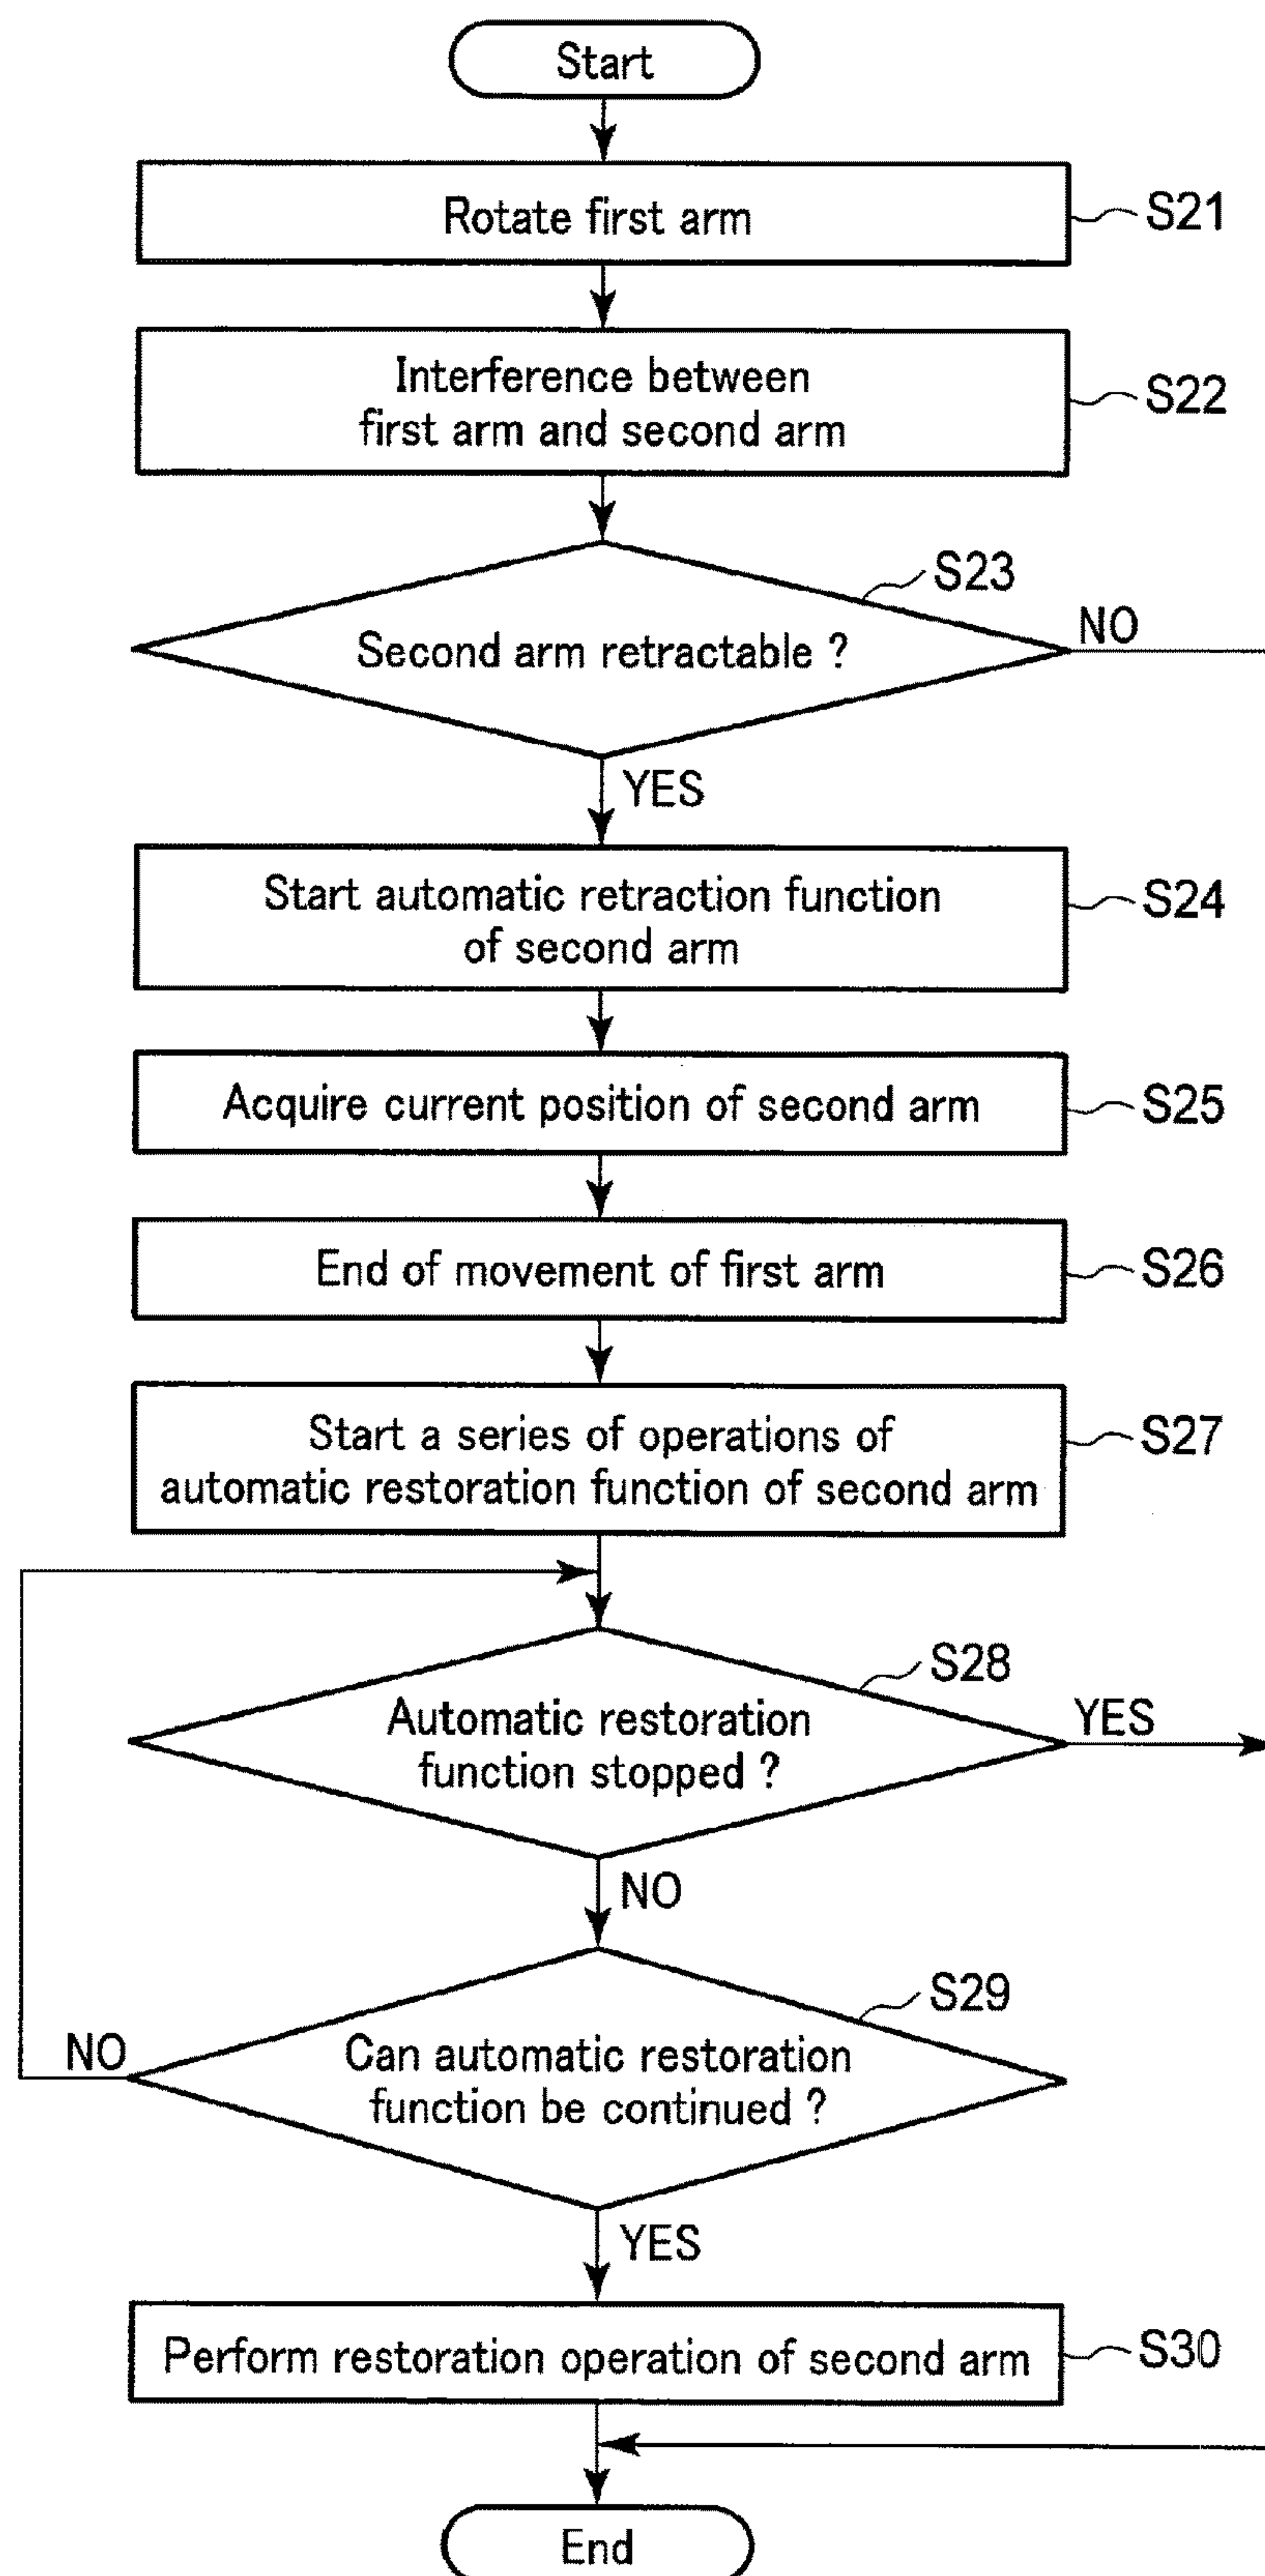 Start
Rotate first arm
S21
Interference between
first arm and second arm
S22
S23
Second arm retractable ?
NO
YES
Start automatic retraction function
of second arm
S24
Acquire current position of second arm
S25
End of movement of first arm
S26
Start a series of operations of
automatic restoration function of second arm
S27
S28
Automatic restoration
function stopped ?
YES
NO
S29
Can automatic restoration
function be continued ?
NO
YES
Perform restoration operation of second arm
S30
End